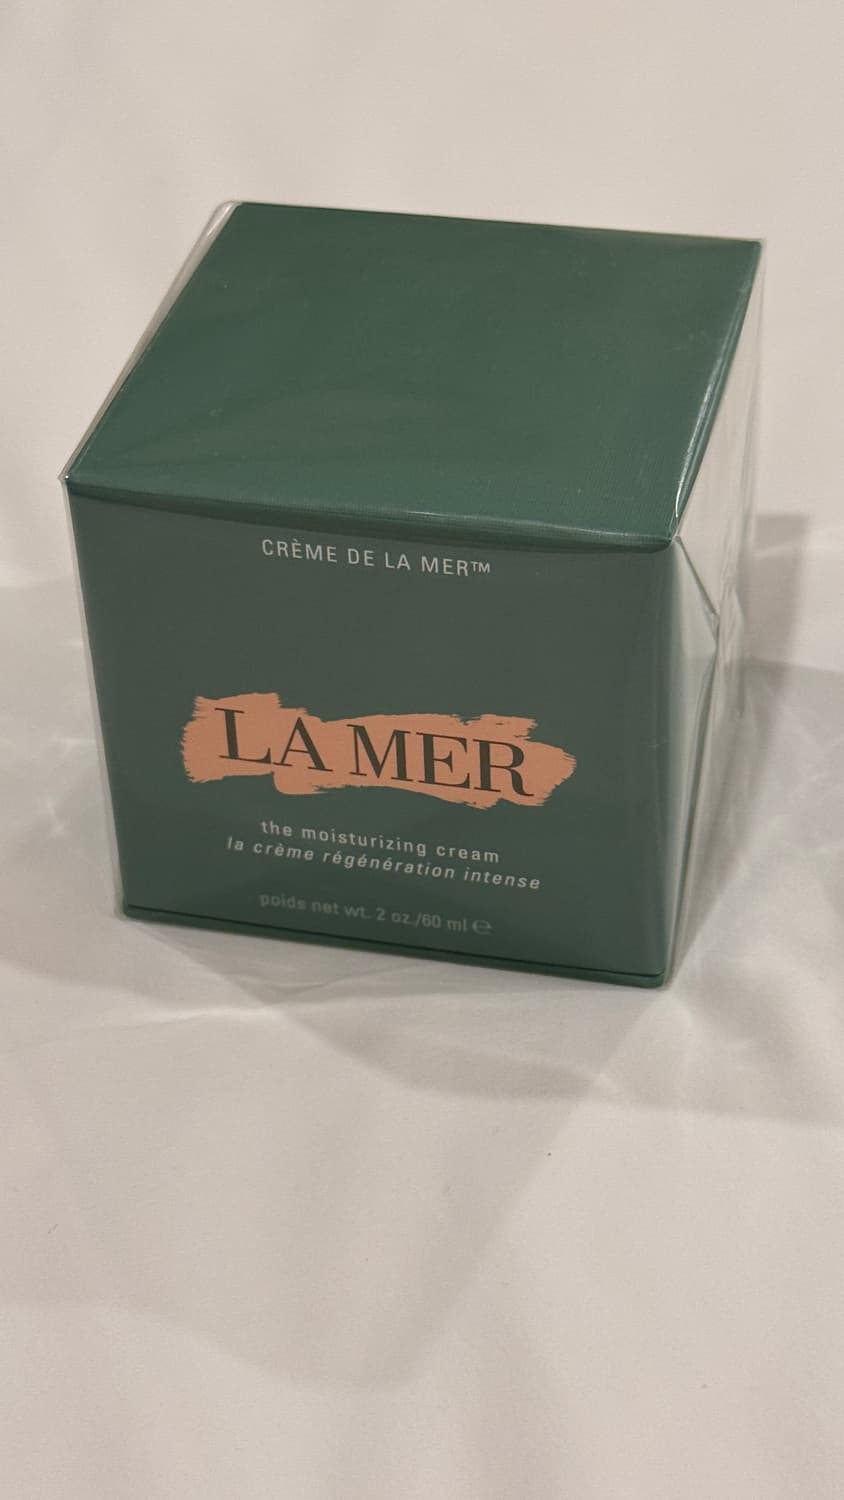 CRÈME DE LA MER™
LA MER
the moisturizing cream
la crème régénération intense
poids net wt. 2 oz./60 ml ℮